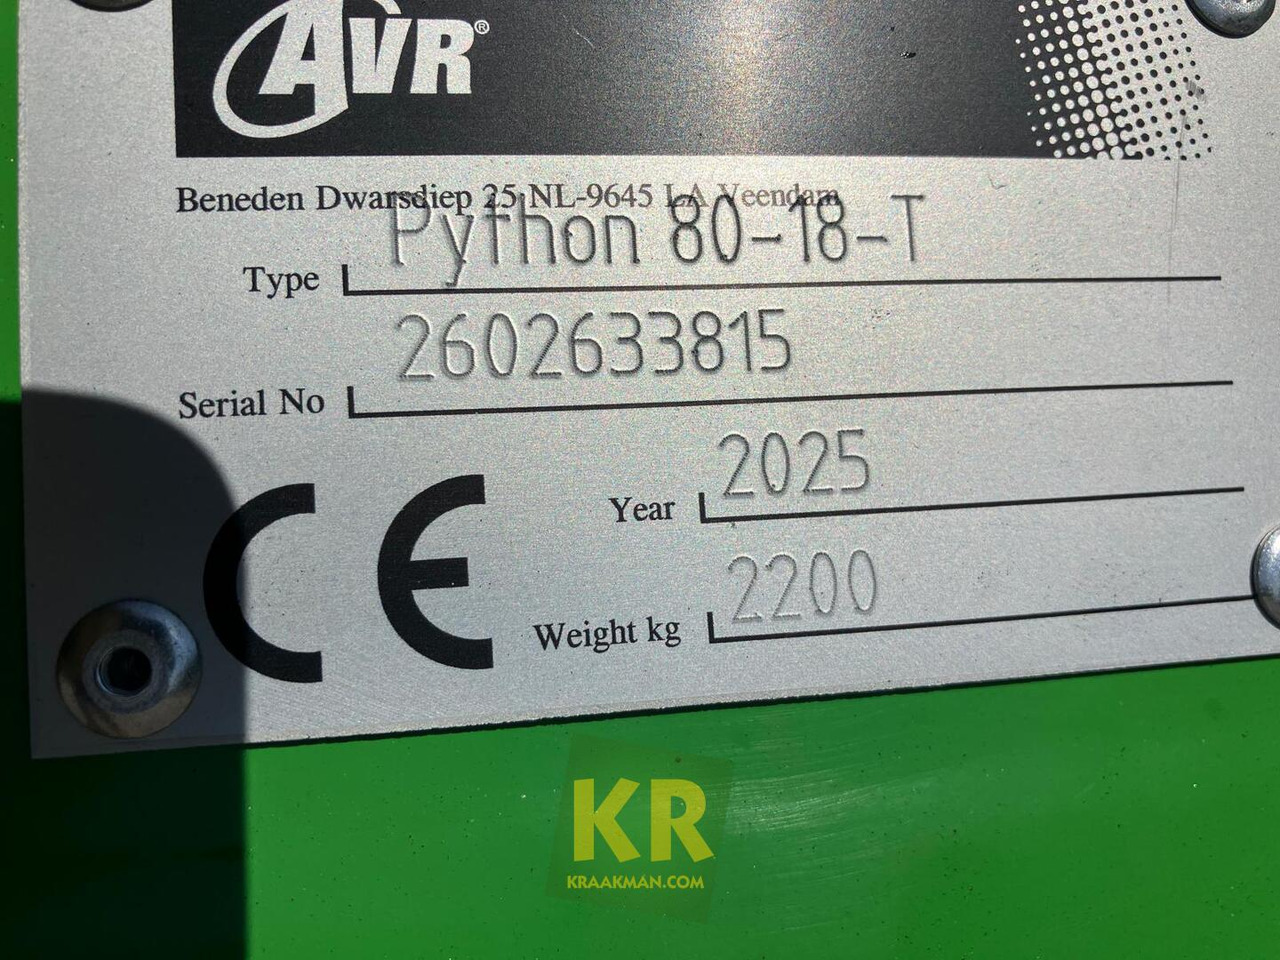 AVR®
Beneden Dwarsdiep 25 NL-9645 LA Veendam
Type Python 80-18-T
Serial No 2602633815
Year 2025
CE
Weight kg 2200
KR
KRAAKMAN.COM